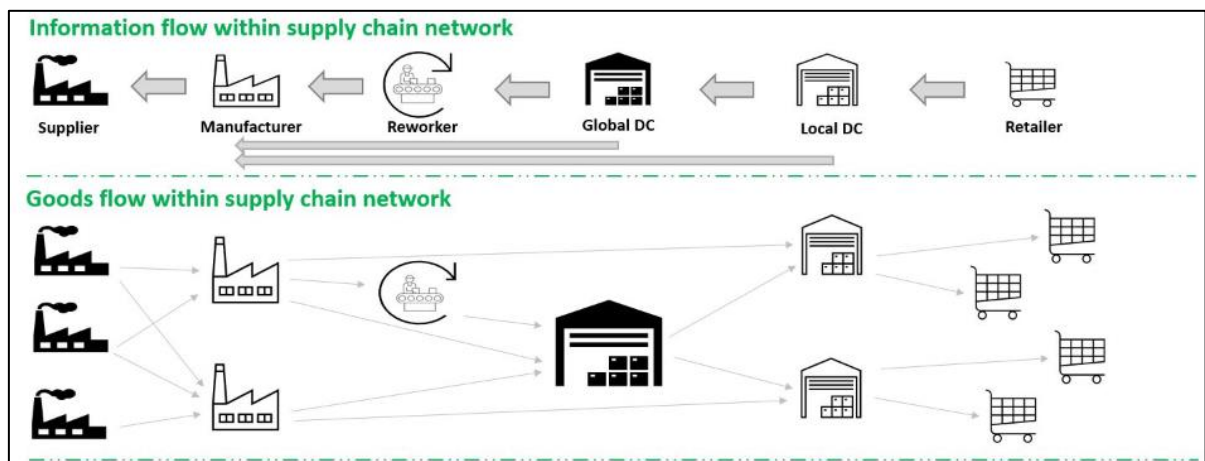 Information flow within supply chain network
Supplier
Manufacturer
Reworker
Global DC
Local DC
Retailer
Goods flow within supply chain network